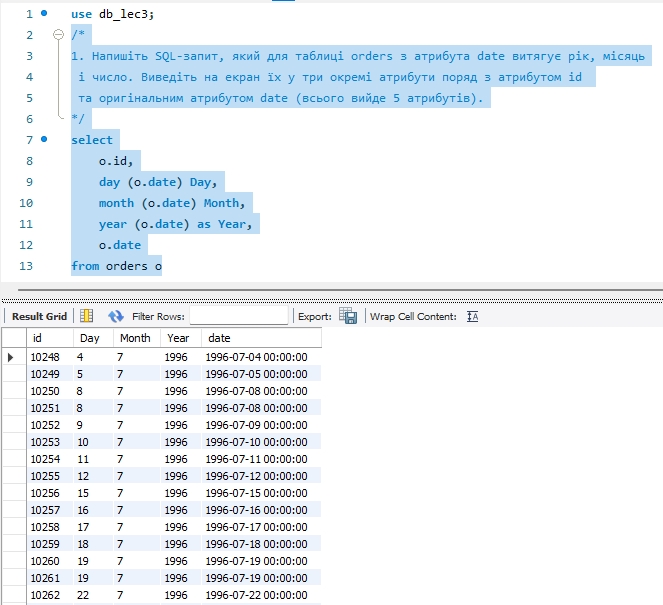 1 use db_lec3;
2 /*
3 1. Напишіть SQL-запит, який для таблиці orders з атрибута date витягує рік, місяць
4 і число. Виведіть на екран їх у три окремі атрибути поряд з атрибутом id
5 та оригінальним атрибутом date (всього вийде 5 атрибутів).
6 */
7 select
8 o.id,
9 day (o.date) Day,
10 month (o.date) Month,
11 year (o.date) as Year,
12 o.date
13 from orders o
Result Grid Filter Rows: Export: Wrap Cell Content: IA
id Day Month Year date
10248 4 7 1996 1996-07-04 00:00:00
10249 5 7 1996 1996-07-05 00:00:00
10250 8 7 1996 1996-07-08 00:00:00
10251 8 7 1996 1996-07-08 00:00:00
10252 9 7 1996 1996-07-09 00:00:00
10253 10 7 1996 1996-07-10 00:00:00
10254 11 7 1996 1996-07-11 00:00:00
10255 12 7 1996 1996-07-12 00:00:00
10256 15 7 1996 1996-07-15 00:00:00
10257 16 7 1996 1996-07-16 00:00:00
10258 17 7 1996 1996-07-17 00:00:00
10259 18 7 1996 1996-07-18 00:00:00
10260 19 7 1996 1996-07-19 00:00:00
10261 19 7 1996 1996-07-19 00:00:00
10262 22 7 1996 1996-07-22 00:00:00